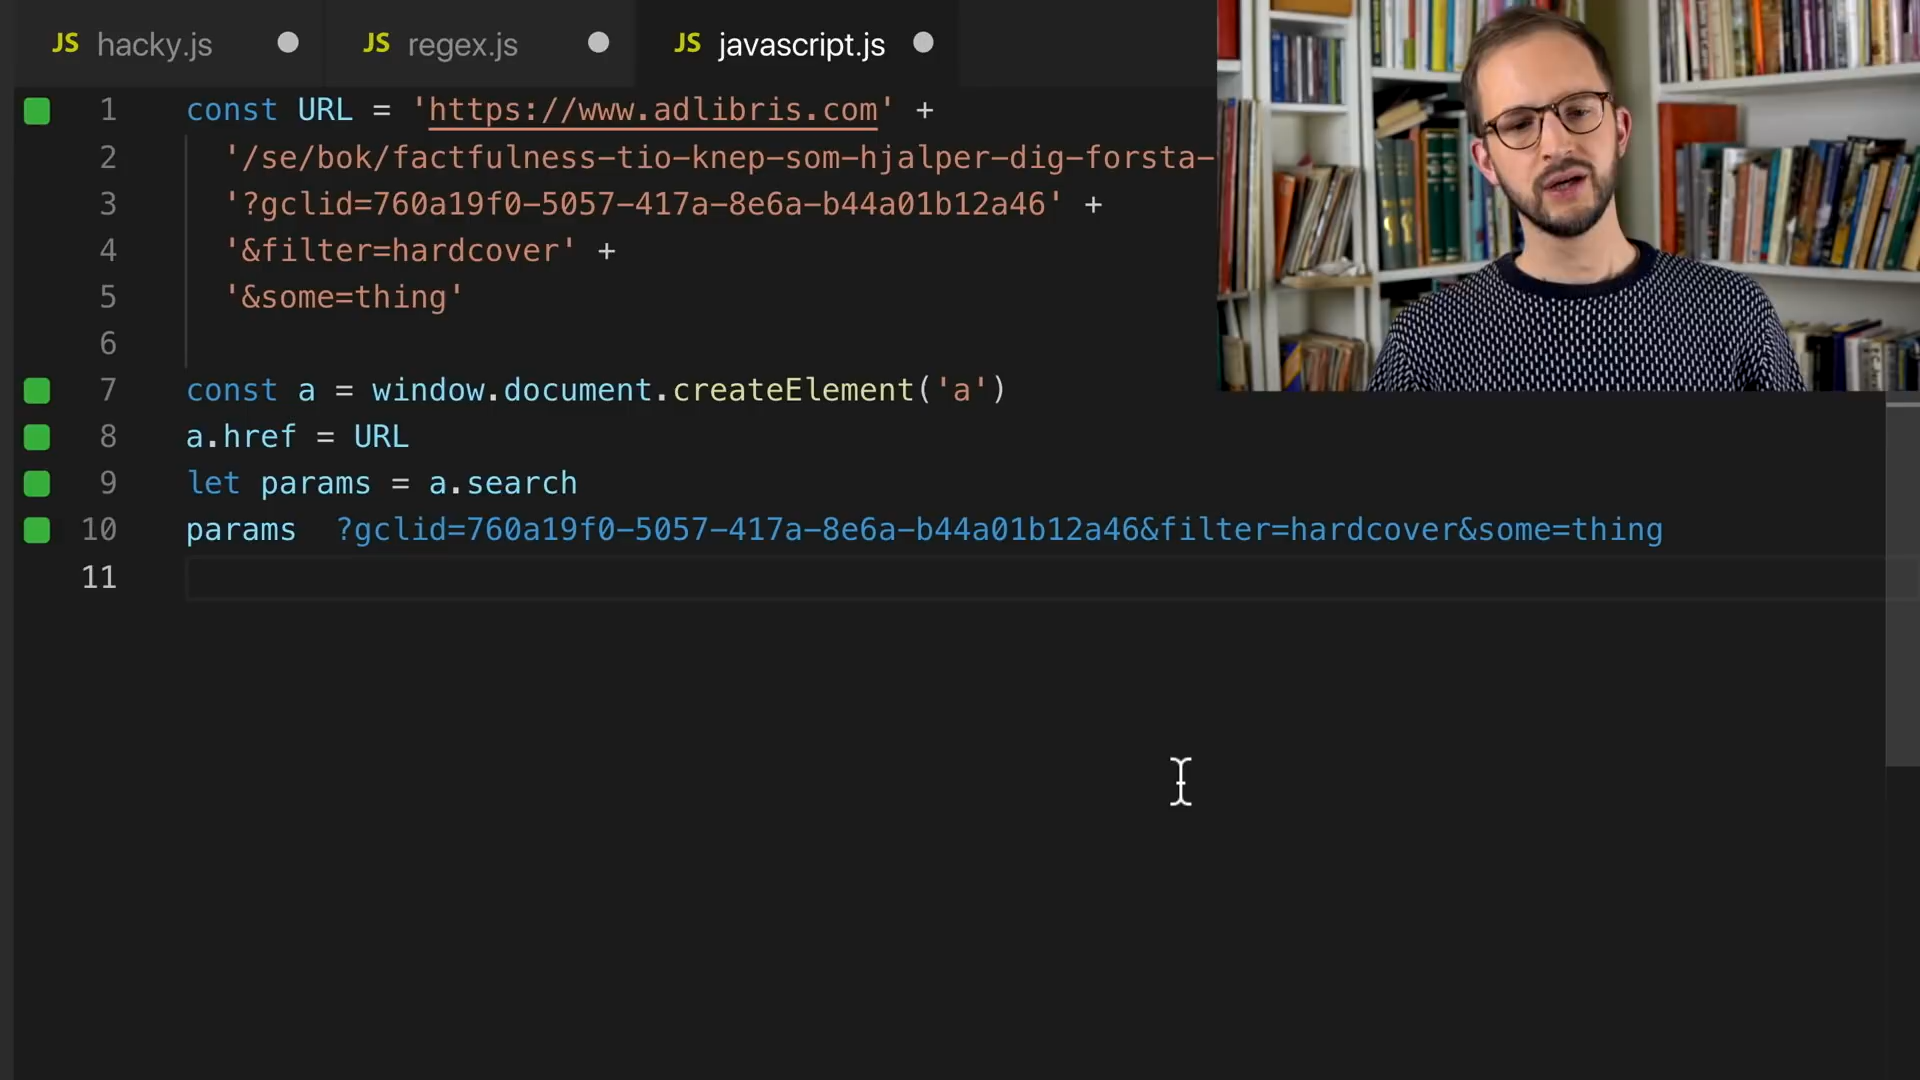 JS hacky.js JS regex.js JS javascript.js
1 const URL = 'https://www.adlibris.com' +
2 '/se/bok/factfulness-tio-knep-som-hjalper-dig-forsta-
3 '?gclid=760a19f0-5057-417a-8e6a-b44a01b12a46' +
4 '&filter=hardcover' +
5 '&some=thing'
6
7 const a = window.document.createElement('a')
8 a.href = URL
9 let params = a.search
10 params ?gclid=760a19f0-5057-417a-8e6a-b44a01b12a46&filter=hardcover&some=thing
11